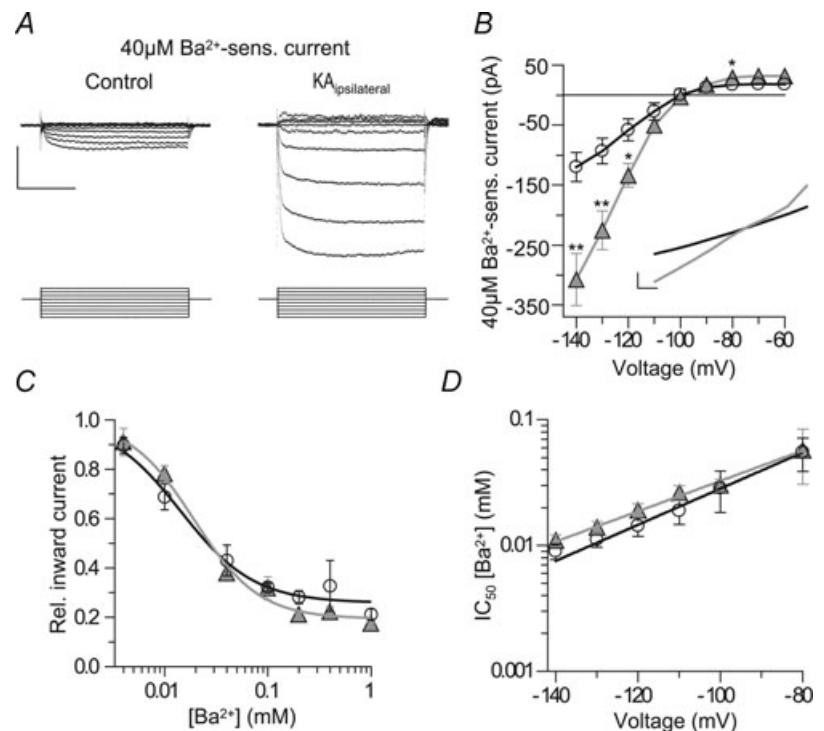 A
40µM Ba²⁺-sens. current
Control
KAipsilateral
B
40µM Ba²⁺-sens. current (pA)
50
-50
-150
-250
-350
*
*
**
**
-140
-120
-100
-80
-60
Voltage (mV)
C
Rel. inward current
1.0
0.8
0.6
0.4
0.2
0.0
0.01
0.1
1
[Ba²⁺] (mM)
D
IC₅₀ [Ba²⁺] (mM)
0.1
0.01
0.001
-140
-120
-100
-80
Voltage (mV)